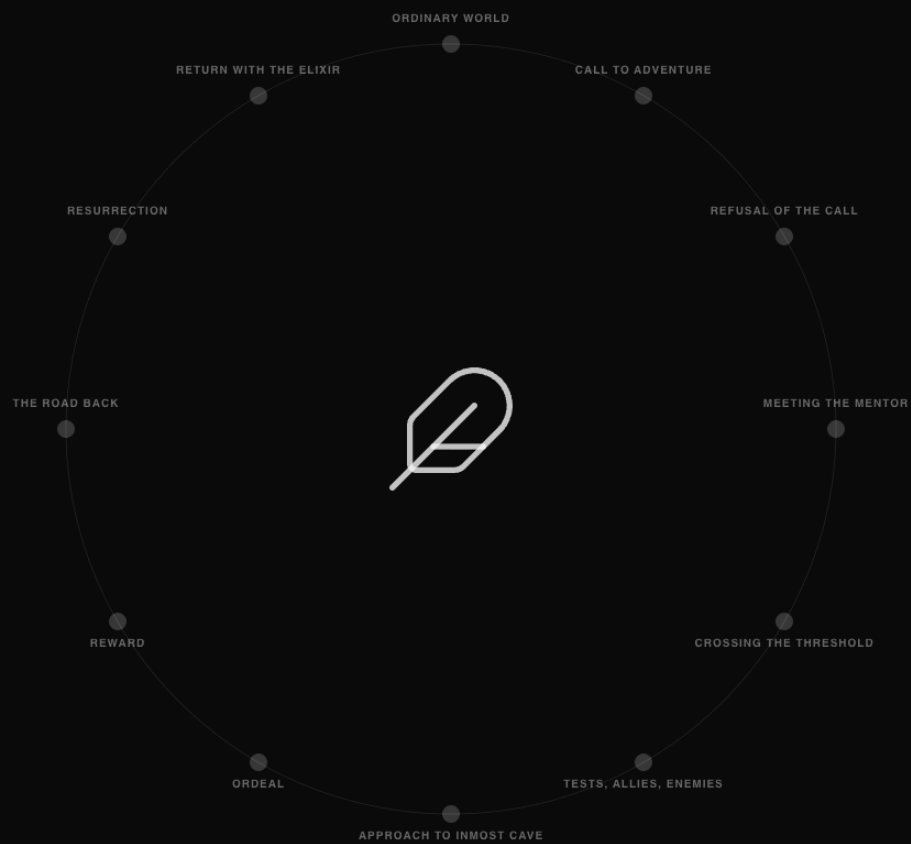 ORDINARY WORLD
CALL TO ADVENTURE
REFUSAL OF THE CALL
MEETING THE MENTOR
CROSSING THE THRESHOLD
TESTS, ALLIES, ENEMIES
APPROACH TO INMOST CAVE
ORDEAL
REWARD
THE ROAD BACK
RESURRECTION
RETURN WITH THE ELIXIR